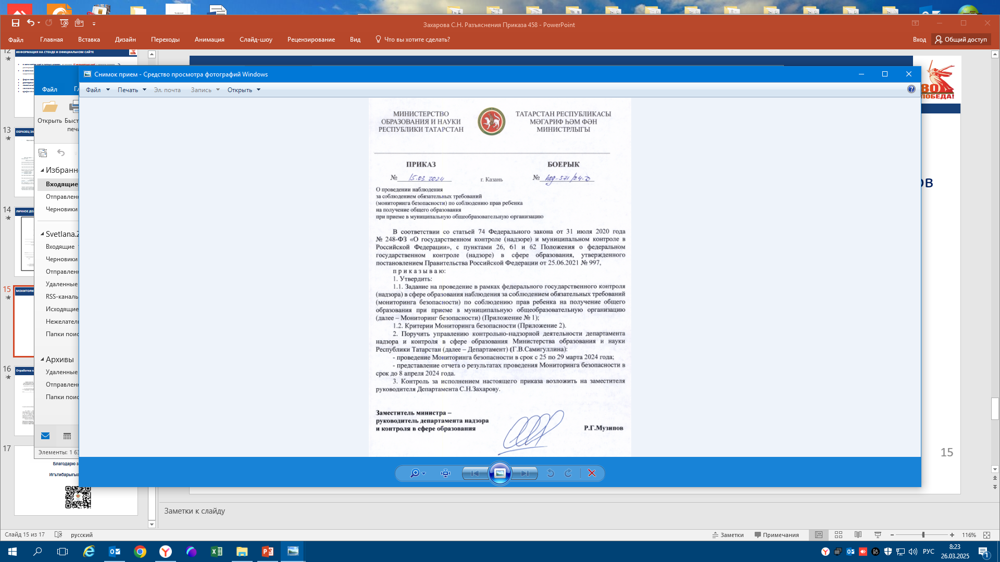 Захарова С.Н. Разъяснения Приказа 458 - PowerPoint
Файл Главная Вставка Дизайн Переходы Анимация Слайд-шоу Рецензирование Вид Что вы хотите сделать? Вход Общий доступ
12
ИНФОРМАЦИЯ НА СТЕНДЕ И ОФИЦИАЛЬНОМ САЙТЕ
13
ОБРАЗЕЦ ЗА
14
ЛИЧНОЕ ДЕЛ
15
МОНИТОРИН
16
Отработка
17
Благодарю з
Игътибарыгыз
80
ПОБЕДА!
ов
15
Файл
Открыть
Быст
печа
Избранн
Входящие
Отправленн
Черновики
Svetlana.Z
Входящие
Черновики
Отправленн
Удаленные
RSS-каналы
Исходящие
Нежелатель
Папки поис
Архивы
Удаленные
Отправленн
Папки поис
Элементы: 1 63
Снимок прием - Средство просмотра фотографий Windows
Файл Печать Эл. почта Запись Открыть
МИНИСТЕРСТВО
ОБРАЗОВАНИЯ И НАУКИ
РЕСПУБЛИКИ ТАТАРСТАН
ТАТАРСТАН РЕСПУБЛИКАСЫ
МӘГАРИФ ҺӘМ ФӘН
МИНИСТРЛЫГЫ
ПРИКАЗ БОЕРЫК
№ 15.03.2024 г. Казань № под-571/24-Д
О проведении наблюдения
за соблюдением обязательных требований
(мониторинга безопасности) по соблюдению прав ребенка
на получение общего образования
при приеме в муниципальную общеобразовательную организацию
В соответствии со статьей 74 Федерального закона от 31 июля 2020 года
№ 248-ФЗ «О государственном контроле (надзоре) и муниципальном контроле в
Российской Федерации», с пунктами 26, 61 и 62 Положения о федеральном
государственном контроле (надзоре) в сфере образования, утвержденного
постановлением Правительства Российской Федерации от 25.06.2021 № 997,
п р и к а з ы в а ю:
1. Утвердить:
1.1. Задание на проведение в рамках федерального государственного контроля
(надзора) в сфере образования наблюдения за соблюдением обязательных требований
(мониторинга безопасности) по соблюдению прав ребенка на получение общего
образования при приеме в муниципальную общеобразовательную организацию
(далее – Мониторинг безопасности) (Приложение № 1);
1.2. Критерии Мониторинга безопасности (Приложение 2).
2. Поручить управлению контрольно-надзорной деятельности департамента
надзора и контроля в сфере образования Министерства образования и науки
Республики Татарстан (далее – Департамент) (Г.В.Самигуллина):
- проведение Мониторинга безопасности в срок с 25 по 29 марта 2024 года;
- представление отчета о результатах проведения Мониторинга безопасности в
срок до 8 апреля 2024 года.
3. Контроль за исполнением настоящего приказа возложить на заместителя
руководителя Департамента С.Н.Захарову.
Заместитель министра –
руководитель департамента надзора
и контроля в сфере образования Р.Г.Музипов
Заметки к слайду
Слайд 15 из 17 русский Заметки Примечания 116%
РУС 8:23
26.03.2025 1